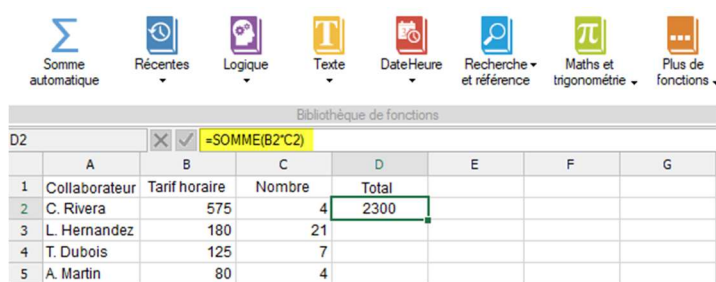 Somme automatique
Récentes
Logique
Texte
DateHeure
Recherche et référence
Maths et trigonométrie
Plus de fonctions
Bibliothèque de fonctions
D2 =SOMME(B2*C2)
A B C D E F G
1 Collaborateur Tarif horaire Nombre Total
2 C. Rivera 575 4 2300
3 L. Hernandez 180 21
4 T. Dubois 125 7
5 A. Martin 80 4